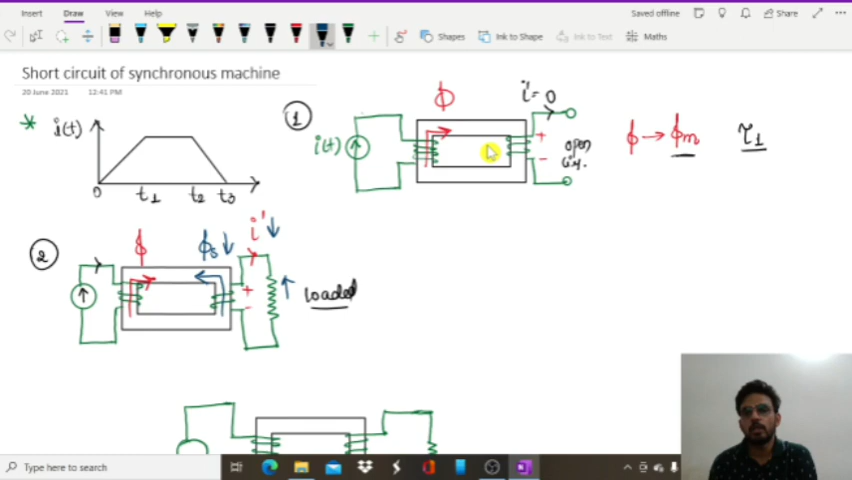 Insert Draw View Help
Saved offline Share
Shapes Ink to Shape Ink to Text Maths
Short circuit of synchronous machine
20 June 2021 12:41 PM
* i(t)
0 t₁ t₂ t₃
① i(t) ϕ i'=0
+
-
open
ϕ → ϕm τ₁
② ϕ ϕs↓ i'↓
+
-
↑ loaded
Type here to search